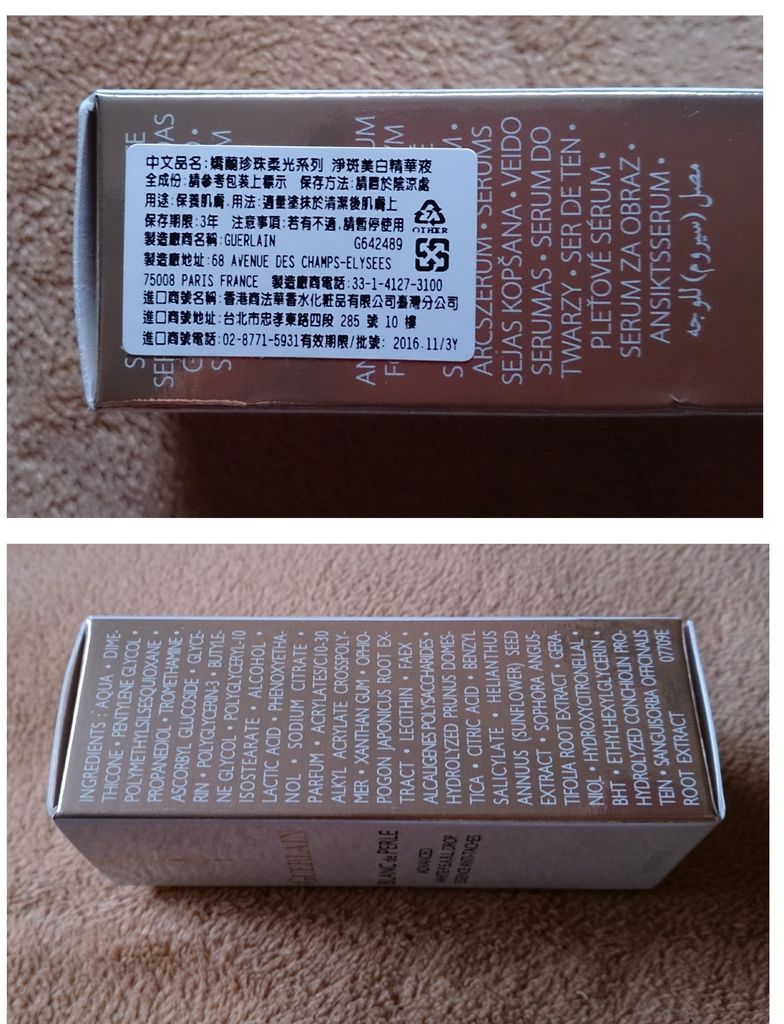 中文品名:嬌蘭珍珠柔光系列 淨斑美白精華液
全成份:請參考包裝上標示 保存方法:請置於陰涼處
用途:保養肌膚.用法:適量塗抹於清潔後肌膚上
保存期限:3年 注意事項:若有不適,請暫停使用
製造廠商名稱:GUERLAIN G642489
製造廠地址:68 AVENUE DES CHAMPS-ELYSEES
75008 PARIS FRANCE 製造廠商電話:33-1-4127-3100
進口商號名稱:香港商法華香水化粧品有限公司臺灣分公司
進口商號地址:台北市忠孝東路四段 285 號 10 樓
進口商號電話:02-8771-5931有效期限/批號: 2016.11/3Y
7
OTHER
ARCSZÉRUM • SERUMS
SEJAS KOPŠANA • VEIDO
SERUMAS • SERUM DO
TWARZY • SER DE TEN •
PLEŤOVÉ SÉRUM •
SERUM ZA OBRAZ •
ANSIKTSSERUM •
مصل (سيروم) للوجه
INGREDIENTS : AQUA • DIME-
THICONE • PENTYLENE GLYCOL •
POLYMETHYLSILSESQUIOXANE •
PROPANEDIOL • TROMETHAMINE •
ASCORBYL GLUCOSIDE • GLYCE-
RIN • POLYGLYCERIN-3 • BUTYLE-
NE GLYCOL • POLYGLYCERYL-10
ISOSTEARATE • ALCOHOL •
LACTIC ACID • PHENOXYETHA-
NOL • SODIUM CITRATE •
PARFUM • ACRYLATES/C10-30
ALKYL ACRYLATE CROSSPOLY-
MER • XANTHAN GUM • OPHIO-
POGON JAPONICUS ROOT EX-
TRACT • LECITHIN • FAEX •
ALCALIGENES POLYSACCHARIDES •
HYDROLYZED PRUNUS DOMES-
TICA • CITRIC ACID • BENZYL
SALICYLATE • HELIANTHUS
ANNUUS (SUNFLOWER) SEED
EXTRACT • SOPHORA ANGUS-
TIFOLIA ROOT EXTRACT • GERA-
NIOL • HYDROXYCITRONELLAL •
BHT • ETHYLHEXYLGLYCERIN •
HYDROLYZED CONCHIOLIN PRO-
TEIN • SANGUISORBA OFFICINALIS
ROOT EXTRACT 07709E
GUERLAIN
BLANC de PERLE
ADVANCED
WHITE PEARL DROP
ESSENCE ANTI-TACHES